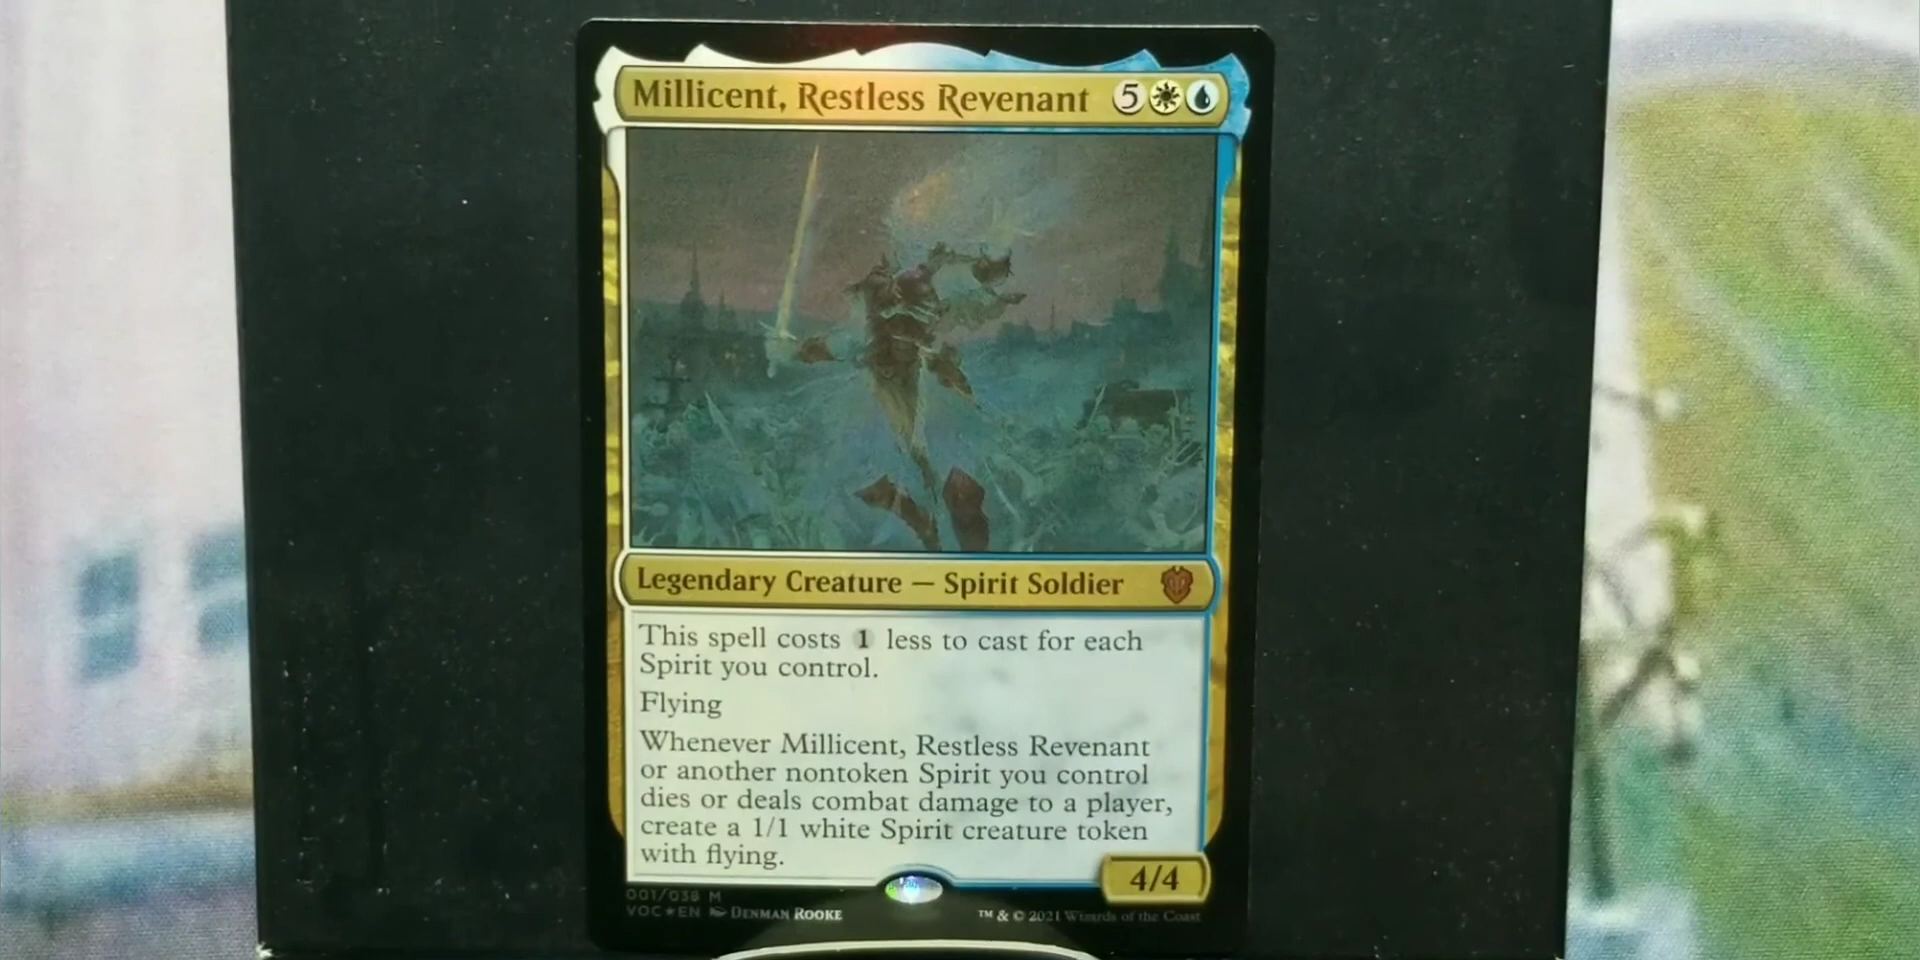 Millicent, Restless Revenant 5
Legendary Creature — Spirit Soldier
This spell costs 1 less to cast for each
Spirit you control.
Flying
Whenever Millicent, Restless Revenant
or another nontoken Spirit you control
dies or deals combat damage to a player,
create a 1/1 white Spirit creature token
with flying.
4/4
001/038 M
VOC★EN Denman Rooke
™ & © 2021 Wizards of the Coast